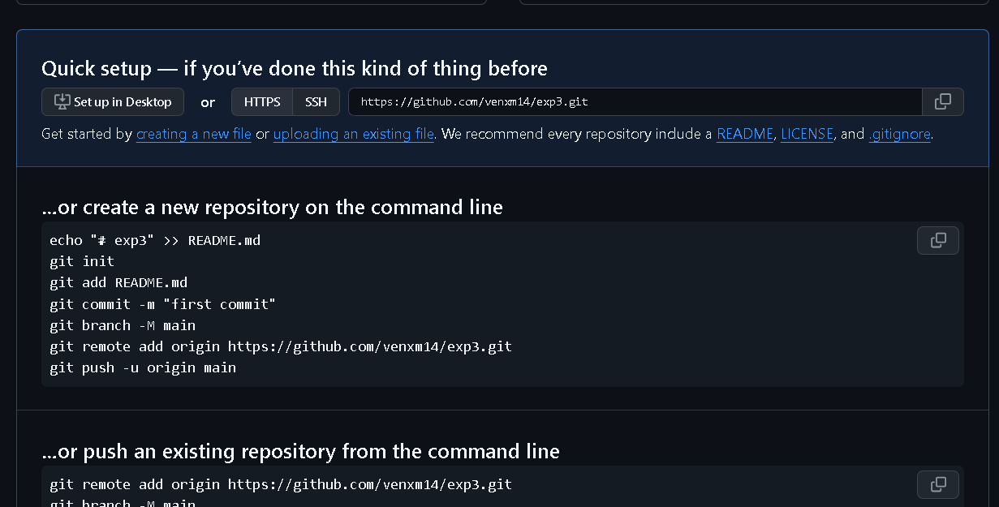 Quick setup — if you’ve done this kind of thing before
Set up in Desktop or HTTPS SSH https://github.com/venxm14/exp3.git
Get started by creating a new file or uploading an existing file. We recommend every repository include a README, LICENSE, and .gitignore.
…or create a new repository on the command line
echo "# exp3" >> README.md
git init
git add README.md
git commit -m "first commit"
git branch -M main
git remote add origin https://github.com/venxm14/exp3.git
git push -u origin main
…or push an existing repository from the command line
git remote add origin https://github.com/venxm14/exp3.git
git branch -M main